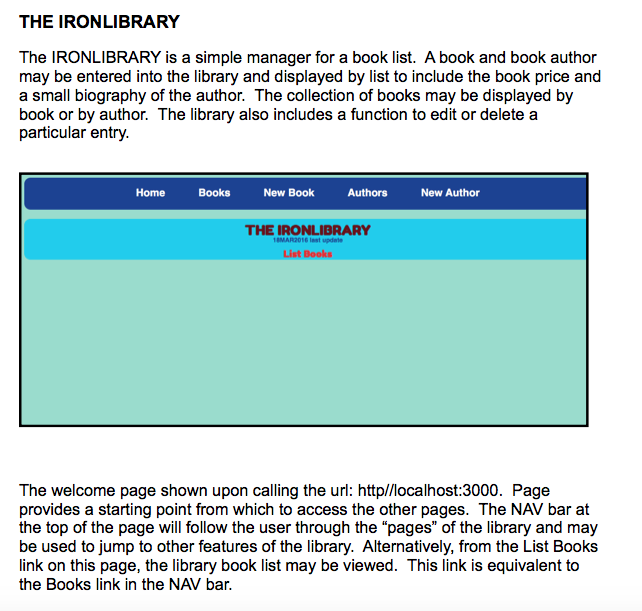 THE IRONLIBRARY
The IRONLIBRARY is a simple manager for a book list.  A book and book author
may be entered into the library and displayed by list to include the book price and
a small biography of the author.  The collection of books may be displayed by
book or by author.  The library also includes a function to edit or delete a
particular entry.
Home Books New Book Authors New Author
THE IRONLIBRARY
18MAR2016 last update
List Books
The welcome page shown upon calling the url: http//localhost:3000.  Page
provides a starting point from which to access the other pages.  The NAV bar at
the top of the page will follow the user through the “pages” of the library and may
be used to jump to other features of the library.  Alternatively, from the List Books
link on this page, the library book list may be viewed.  This link is equivalent to
the Books link in the NAV bar.